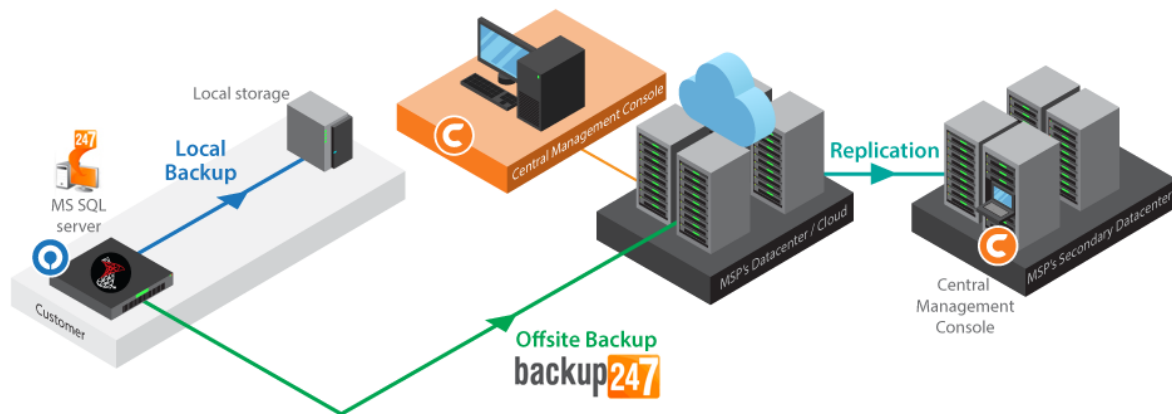 Local storage
247
Local
Backup
MS SQL
server
Customer
Central Management Console
C
MSP's Datacenter / Cloud
Replication
MSP's Secondary Datacenter
C
Central
Management
Console
Offsite Backup
backup247